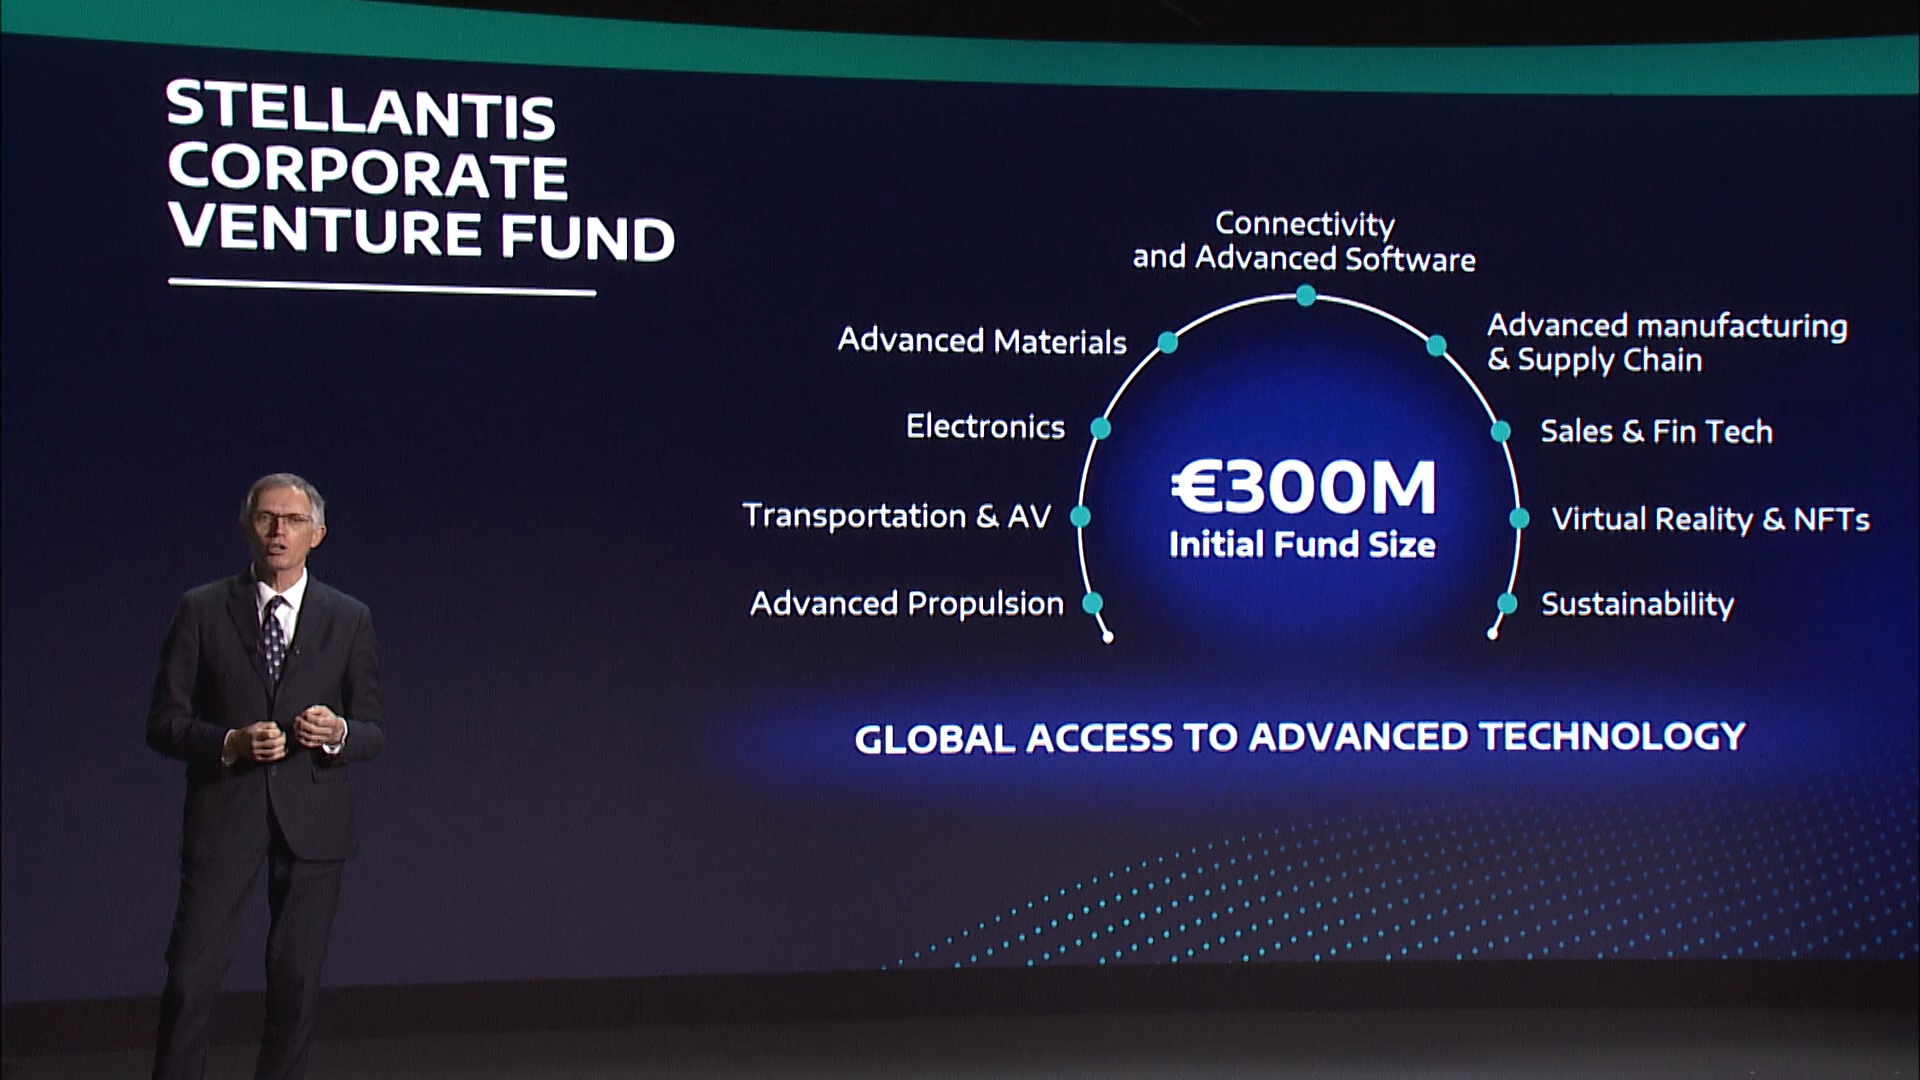 STELLANTIS
CORPORATE
VENTURE FUND
Connectivity
and Advanced Software
Advanced Materials
Advanced manufacturing
& Supply Chain
Electronics
Sales & Fin Tech
€300M
Initial Fund Size
Transportation & AV
Virtual Reality & NFTs
Advanced Propulsion
Sustainability
GLOBAL ACCESS TO ADVANCED TECHNOLOGY